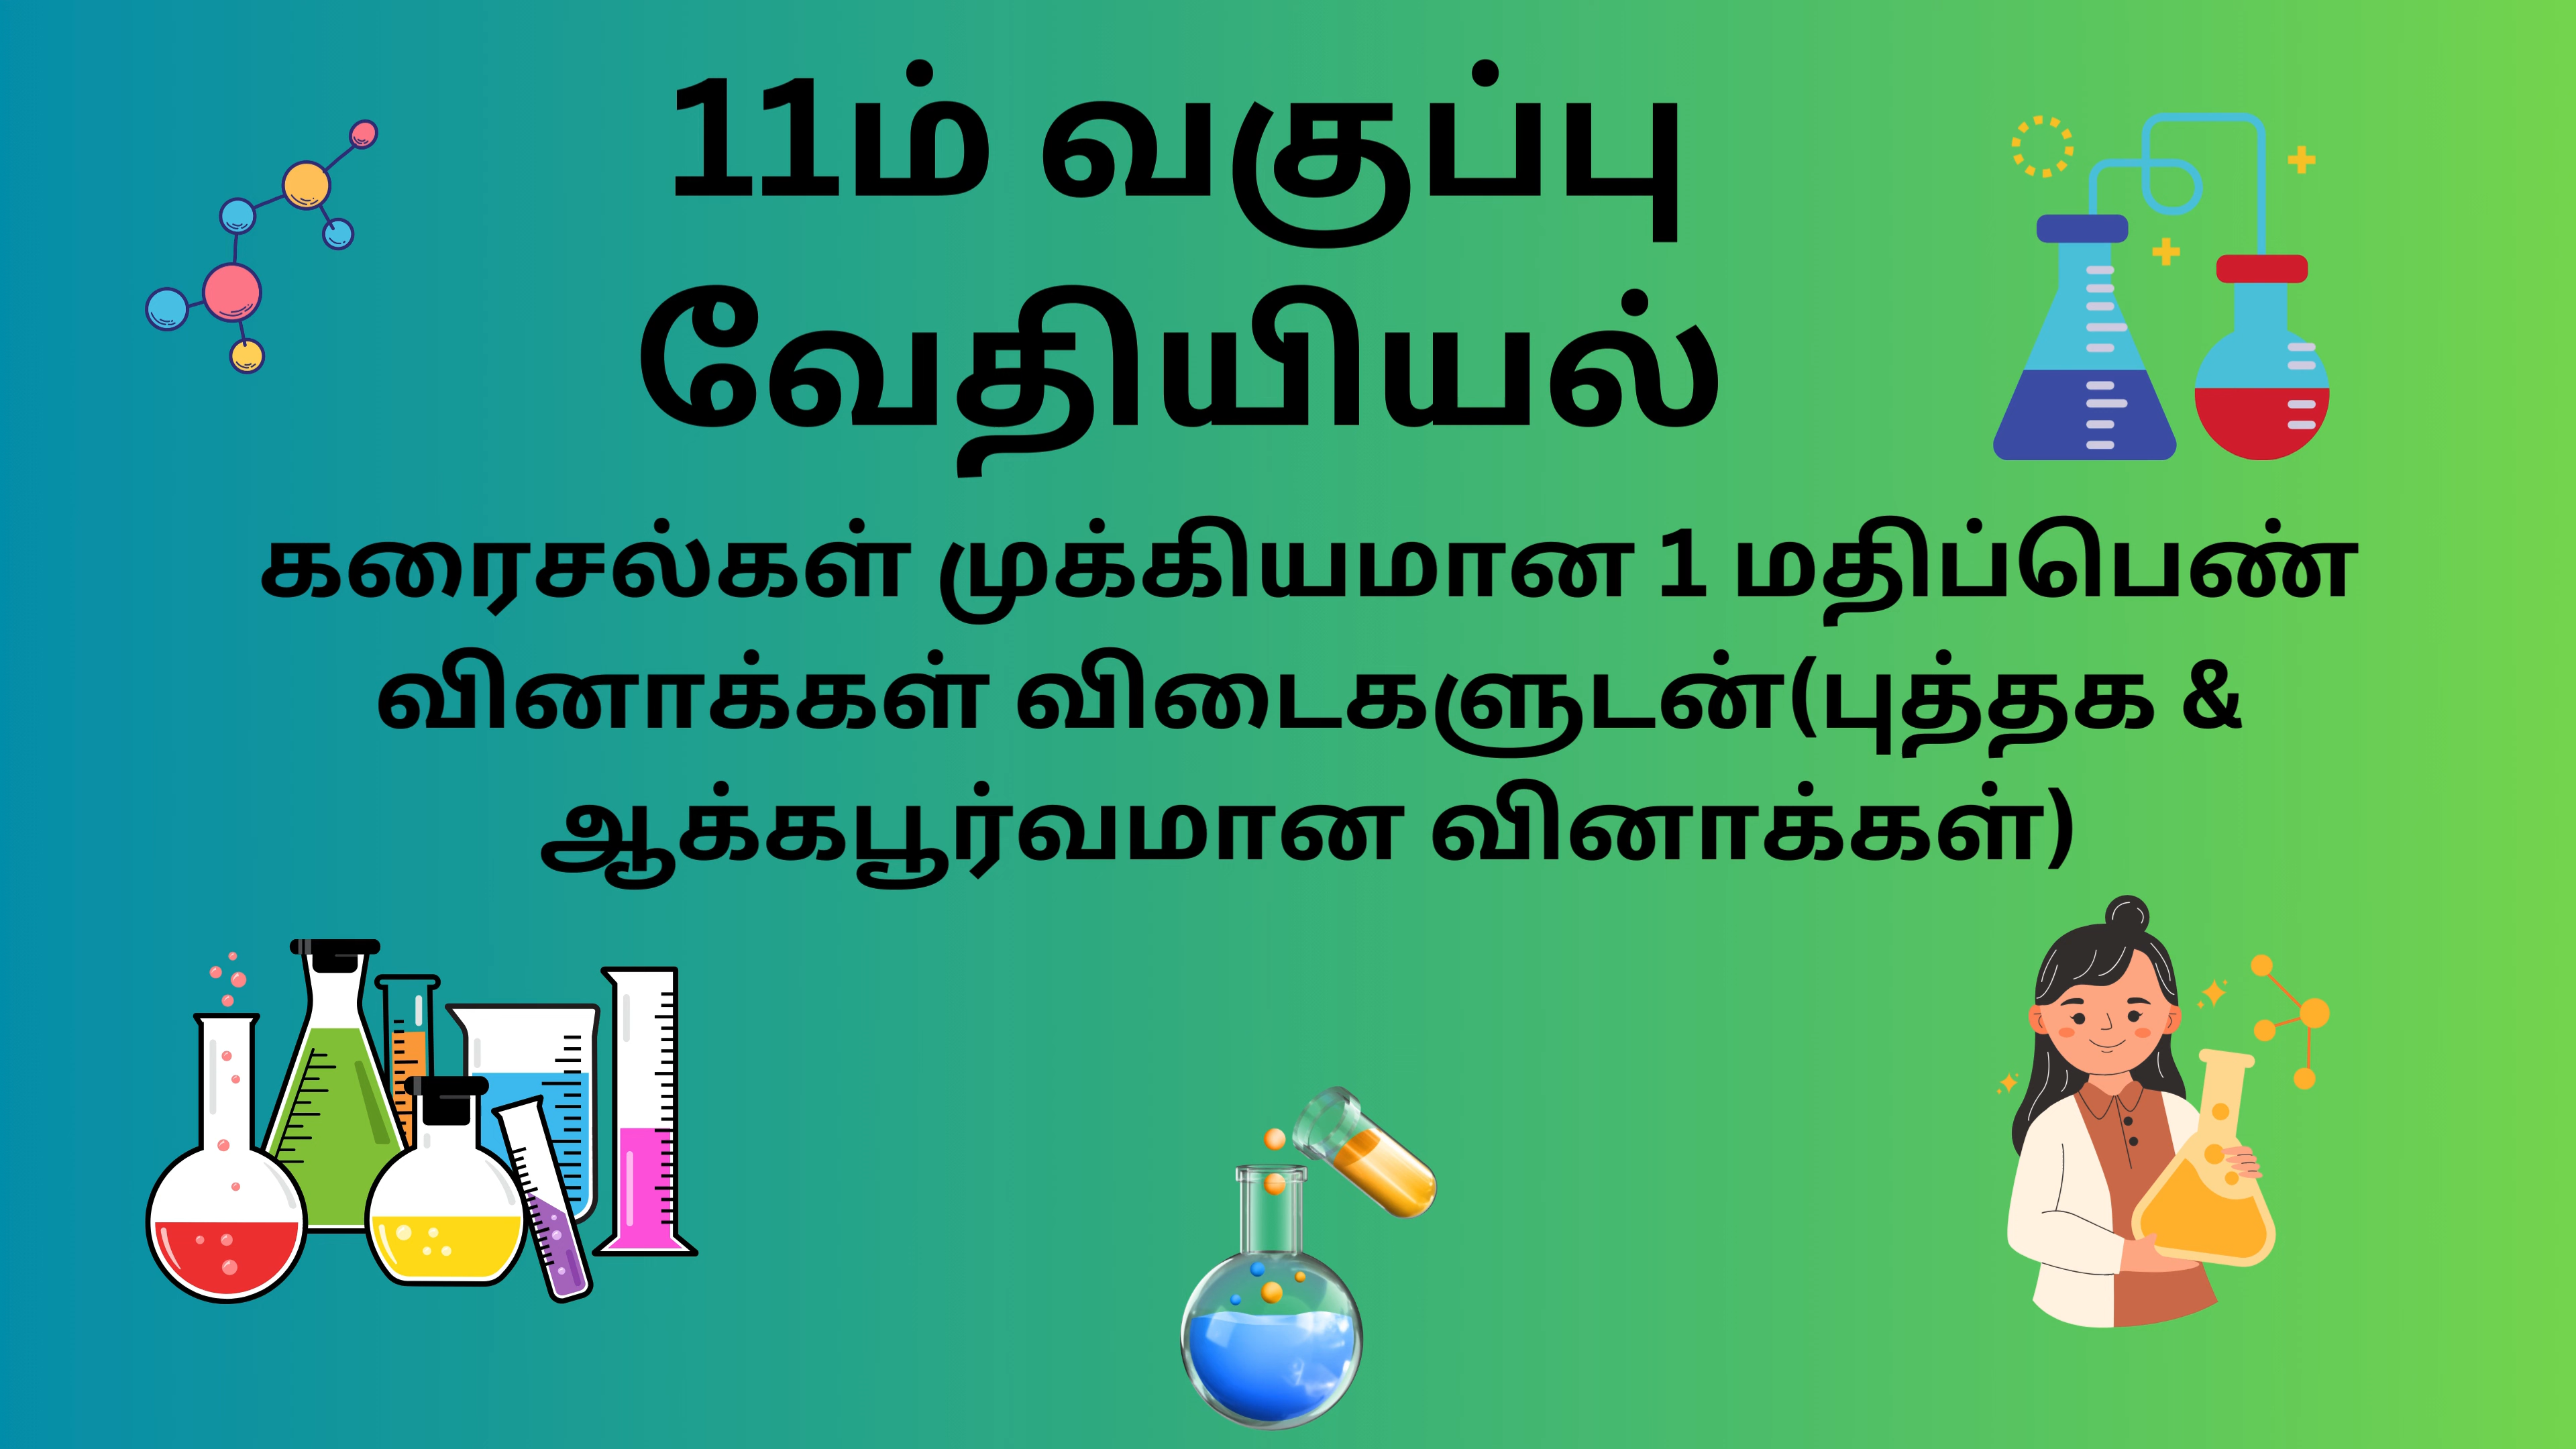 11ம் வகுப்பு
வேதியியல்
கரைசல்கள் முக்கியமான 1 மதிப்பெண்
வினாக்கள் விடைகளுடன்(புத்தக &
ஆக்கபூர்வமான வினாக்கள்)